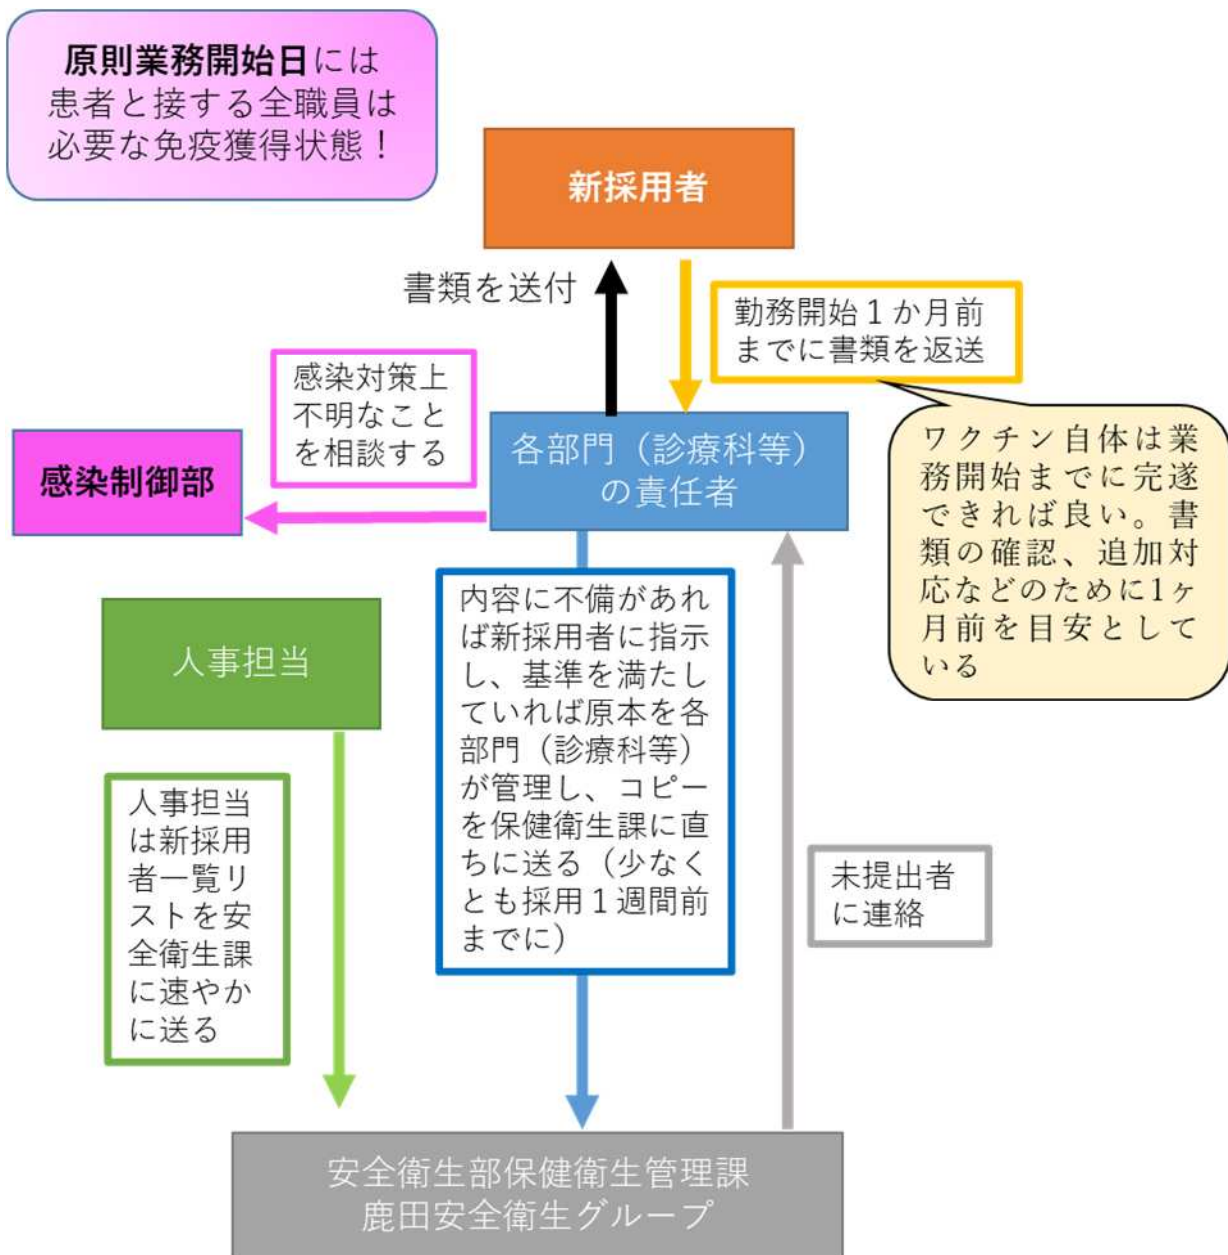 原則業務開始日には
患者と接する全職員は
必要な免疫獲得状態！
新採用者
書類を送付
勤務開始１か月前
までに書類を返送
感染対策上
不明なこと
を相談する
各部門（診療科等）
の責任者
感染制御部
ワクチン自体は業
務開始までに完遂
できれば良い。書
類の確認、追加対
応などのために1ヶ
月前を目安として
いる
人事担当
内容に不備があれ
ば新採用者に指示
し、基準を満たし
ていれば原本を各
部門（診療科等）
が管理し、コピー
を保健衛生課に直
ちに送る（少なく
とも採用１週間前
までに）
人事担当
は新採用
者一覧リ
ストを安
全衛生課
に速やか
に送る
未提出者
に連絡
安全衛生部保健衛生管理課
鹿田安全衛生グループ